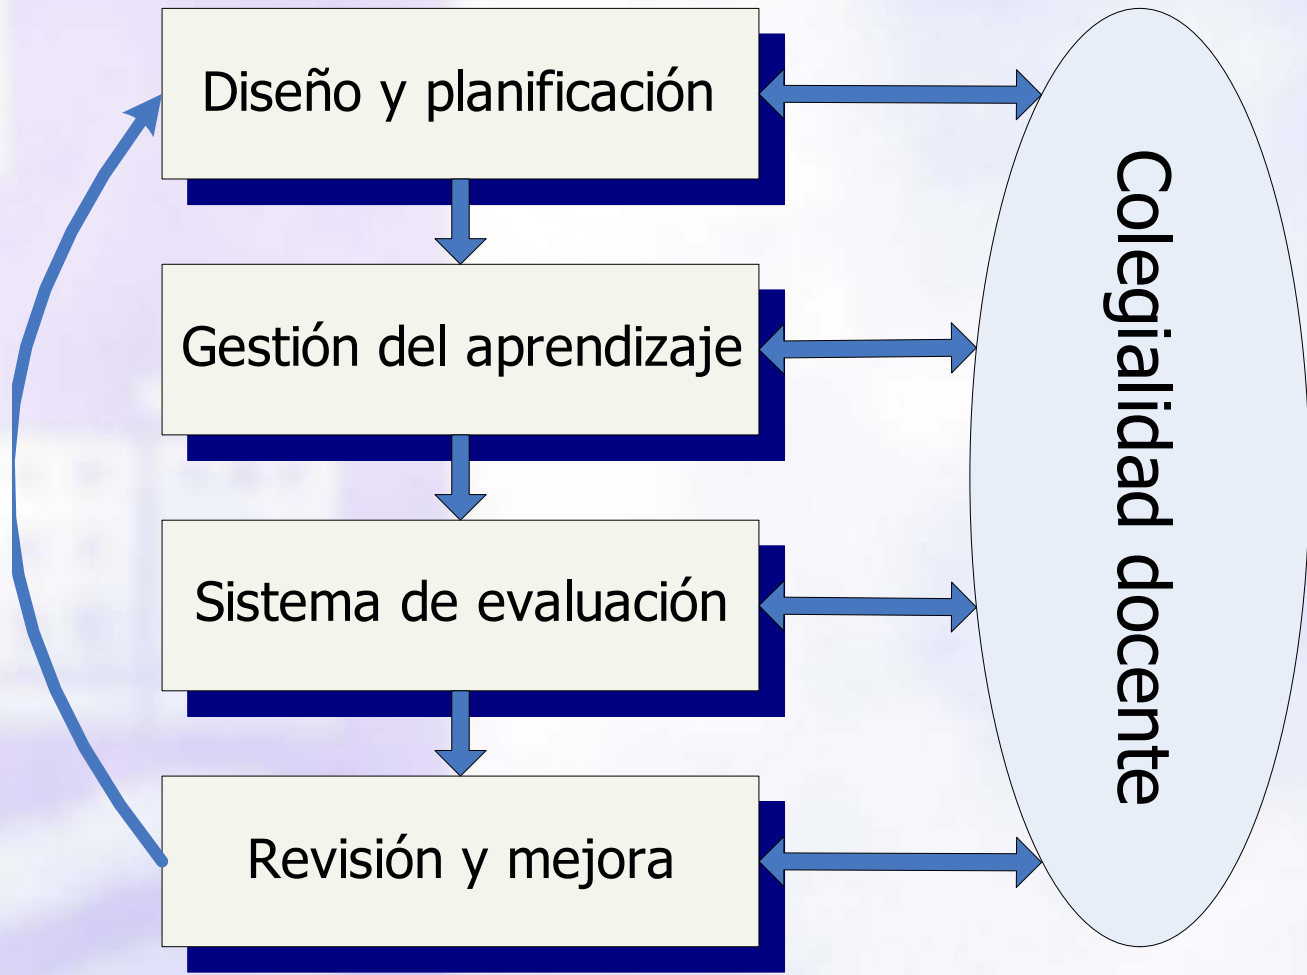 Diseño y planificación
Gestión del aprendizaje
Sistema de evaluación
Revisión y mejora
Colegialidad docente